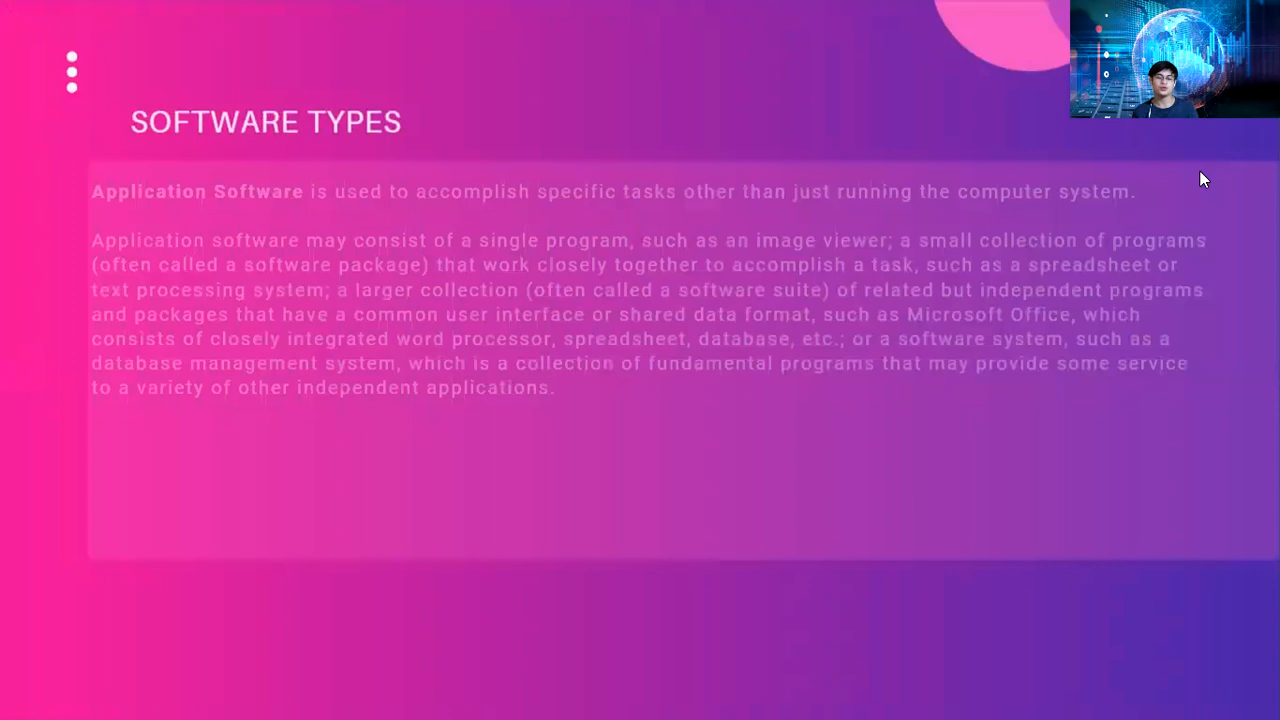 SOFTWARE TYPES
Application Software is used to accomplish specific tasks other than just running the computer system.
Application software may consist of a single program, such as an image viewer; a small collection of programs
(often called a software package) that work closely together to accomplish a task, such as a spreadsheet or
text processing system; a larger collection (often called a software suite) of related but independent programs
and packages that have a common user interface or shared data format, such as Microsoft Office, which
consists of closely integrated word processor, spreadsheet, database, etc.; or a software system, such as a
database management system, which is a collection of fundamental programs that may provide some service
to a variety of other independent applications.